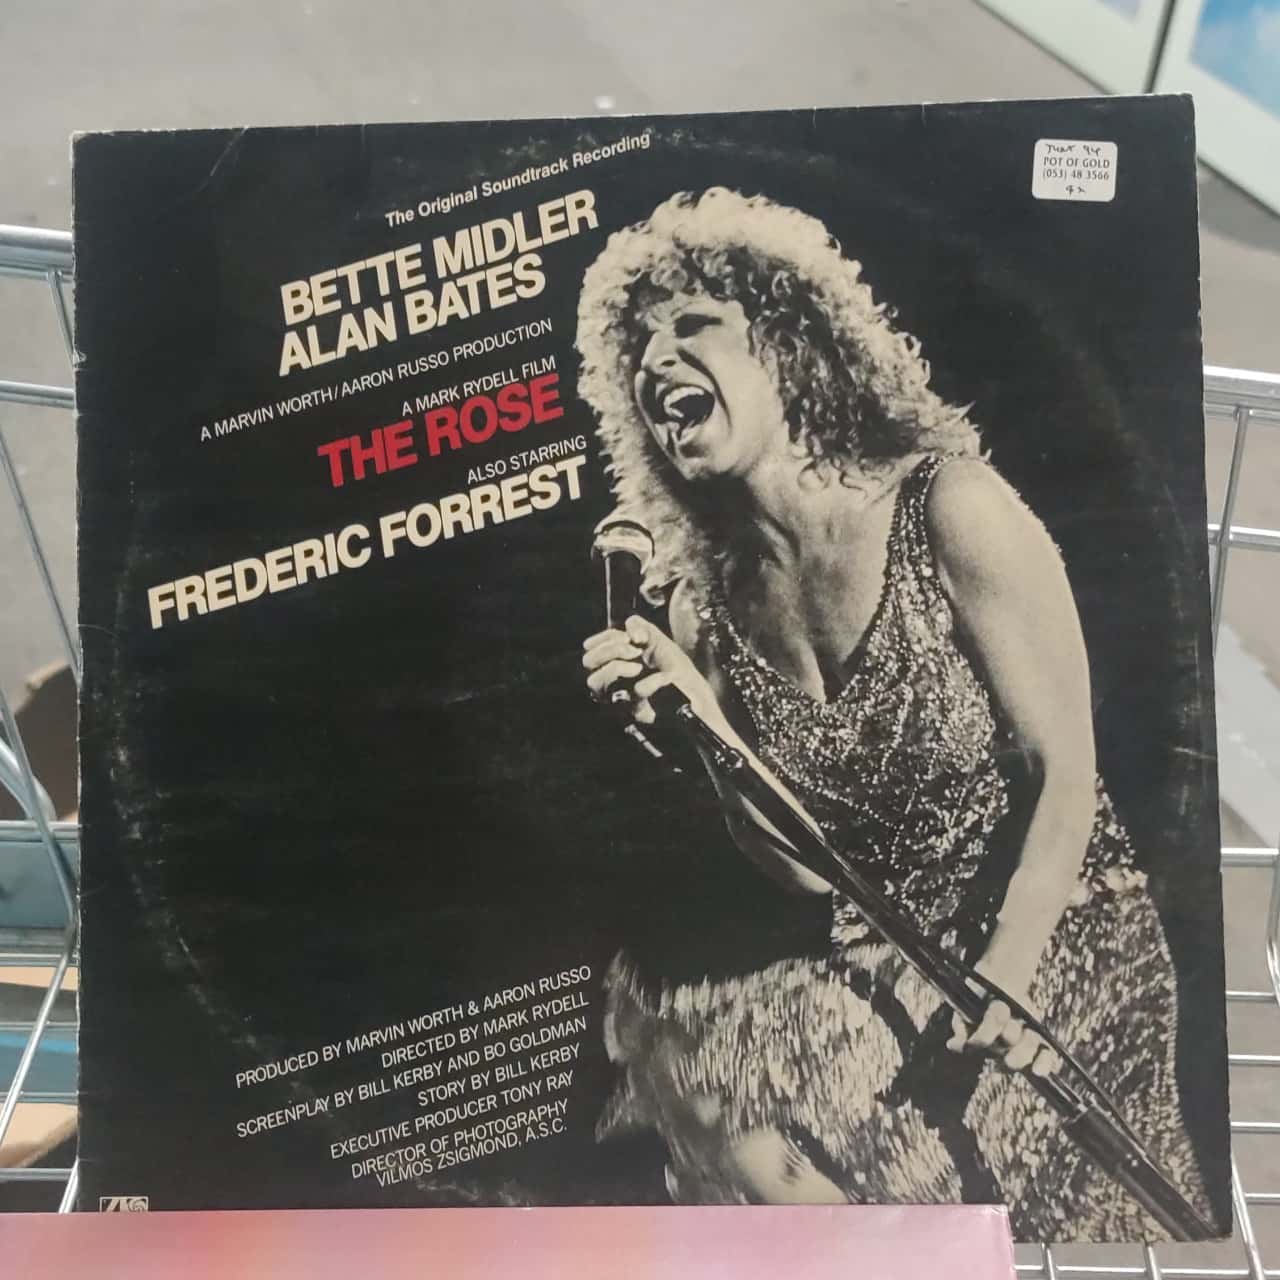 The Original Soundtrack Recording
BETTE MIDLER
ALAN BATES
A MARVIN WORTH/AARON RUSSO PRODUCTION
A MARK RYDELL FILM
THE ROSE
ALSO STARRING
FREDERIC FORREST
POT OF GOLD
(053) 48 3566
PRODUCED BY MARVIN WORTH & AARON RUSSO
DIRECTED BY MARK RYDELL
SCREENPLAY BY BILL KERBY AND BO GOLDMAN
STORY BY BILL KERBY
EXECUTIVE PRODUCER TONY RAY
DIRECTOR OF PHOTOGRAPHY
VILMOS ZSIGMOND, A.S.C.